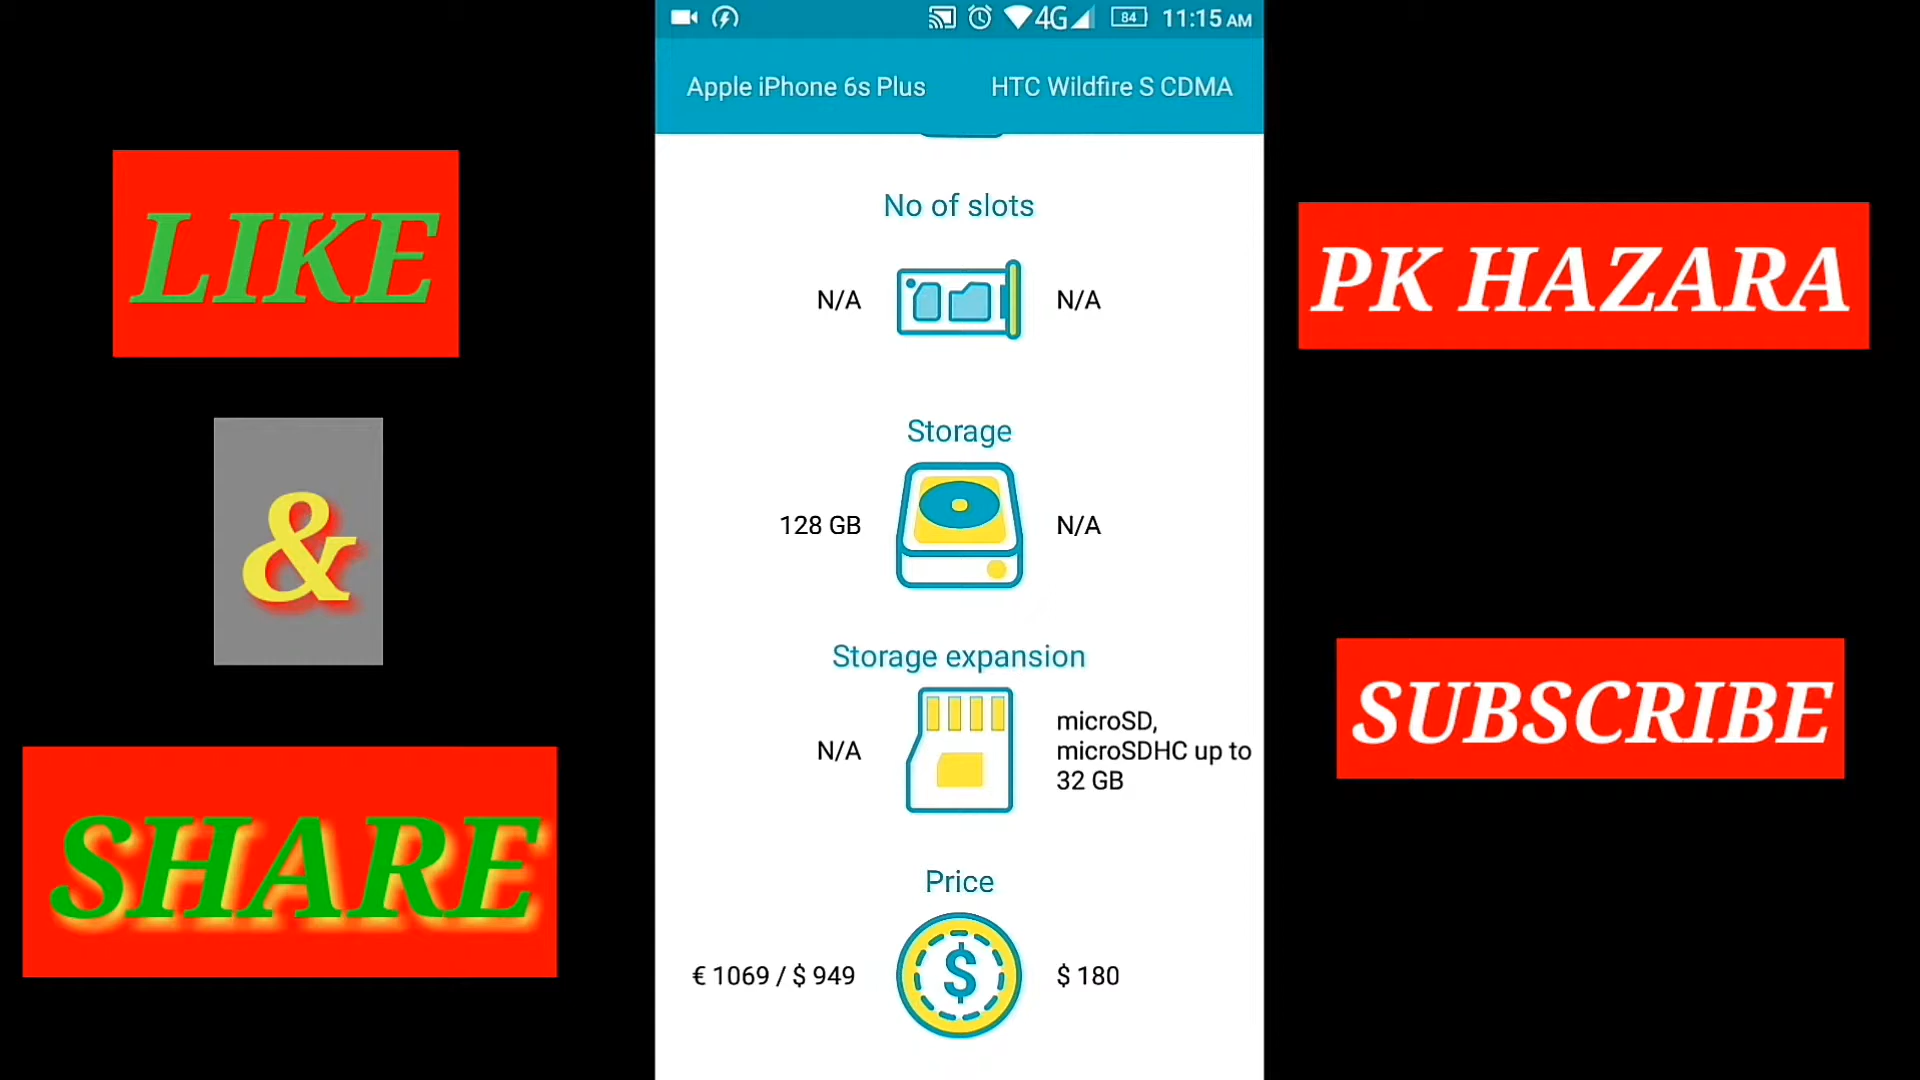 4G 84 11:15 AM
Apple iPhone 6s Plus HTC Wildfire S CDMA
No of slots
N/A N/A
Storage
128 GB N/A
Storage expansion
N/A microSD,
microSDHC up to
32 GB
Price
€ 1069 / $ 949 $ $ 180
LIKE
&
SHARE
PK HAZARA
SUBSCRIBE